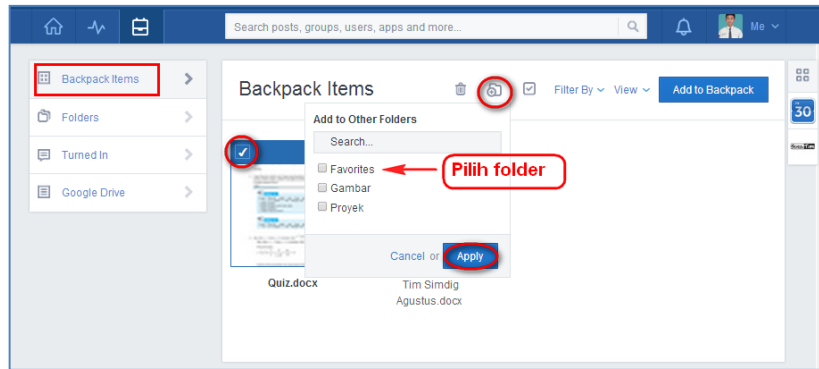 Search posts, groups, users, apps and more...
Me
Backpack Items
Folders
Turned In
Google Drive
Backpack Items
Filter By
View
Add to Backpack
Add to Other Folders
Search...
Favorites
Gambar
Proyek
Pilih folder
Cancel or Apply
Quiz.docx
Tim Simdig
Agustus.docx
30